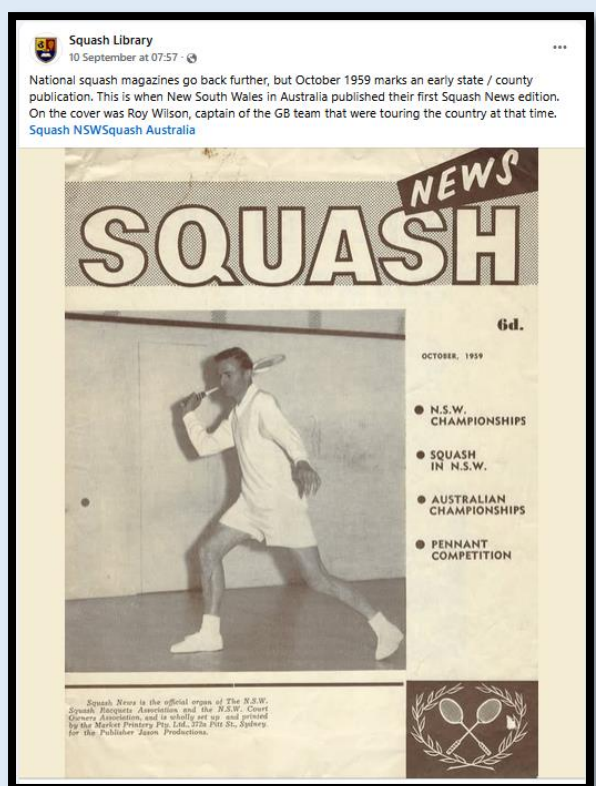 Squash Library
10 September at 07:57 ·
National squash magazines go back further, but October 1959 marks an early state / county
publication. This is when New South Wales in Australia published their first Squash News edition.
On the cover was Roy Wilson, captain of the GB team that were touring the country at that time.
Squash NSWSquash Australia
NEWS
SQUASH
6d.
OCTOBER, 1959
● N.S.W.
CHAMPIONSHIPS
● SQUASH
IN N.S.W.
● AUSTRALIAN
CHAMPIONSHIPS
● PENNANT
COMPETITION
Squash News is the official organ of The N.S.W.
Squash Racquets Association and the N.S.W. Court
Owners Association, and is wholly set up and printed
by the Market Printery Pty. Ltd., 373a Pitt St., Sydney,
for the Publisher Jason Productions.